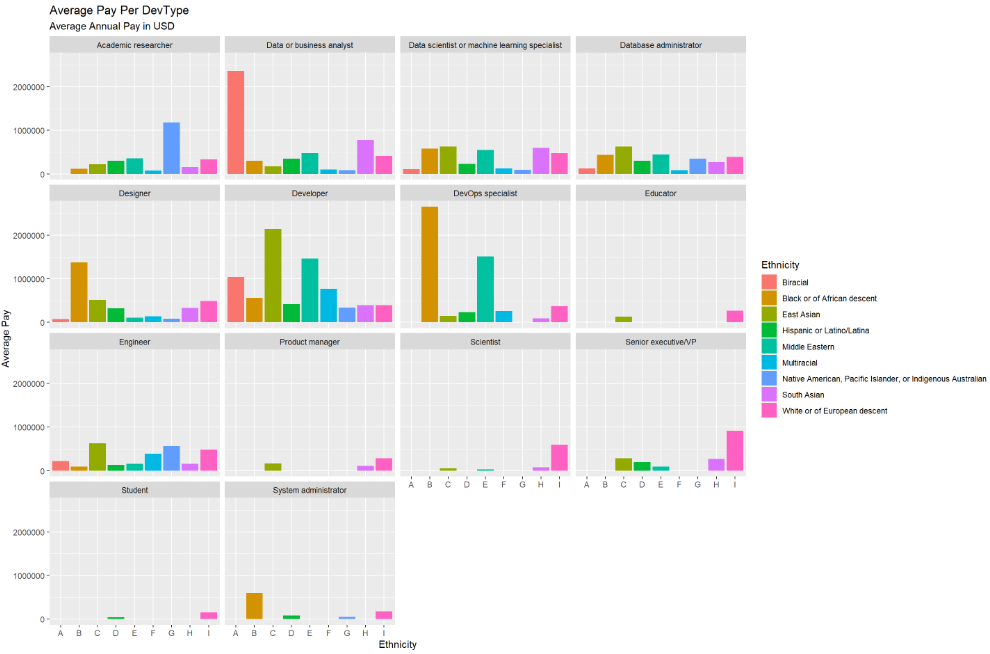 Average Pay Per DevType
Average Annual Pay in USD
Academic researcher
Data or business analyst
Data scientist or machine learning specialist
Database administrator
2000000
1000000
0
Designer
Developer
DevOps specialist
Educator
2000000
1000000
0
Engineer
Product manager
Scientist
Senior executive/VP
2000000
1000000
0
A B C D E F G H I
A B C D E F G H I
Student
System administrator
2000000
1000000
0
A B C D E F G H I
A B C D E F G H I
Ethnicity
Average Pay
Ethnicity
Biracial
Black or of African descent
East Asian
Hispanic or Latino/Latina
Middle Eastern
Multiracial
Native American, Pacific Islander, or Indigenous Australian
South Asian
White or of European descent